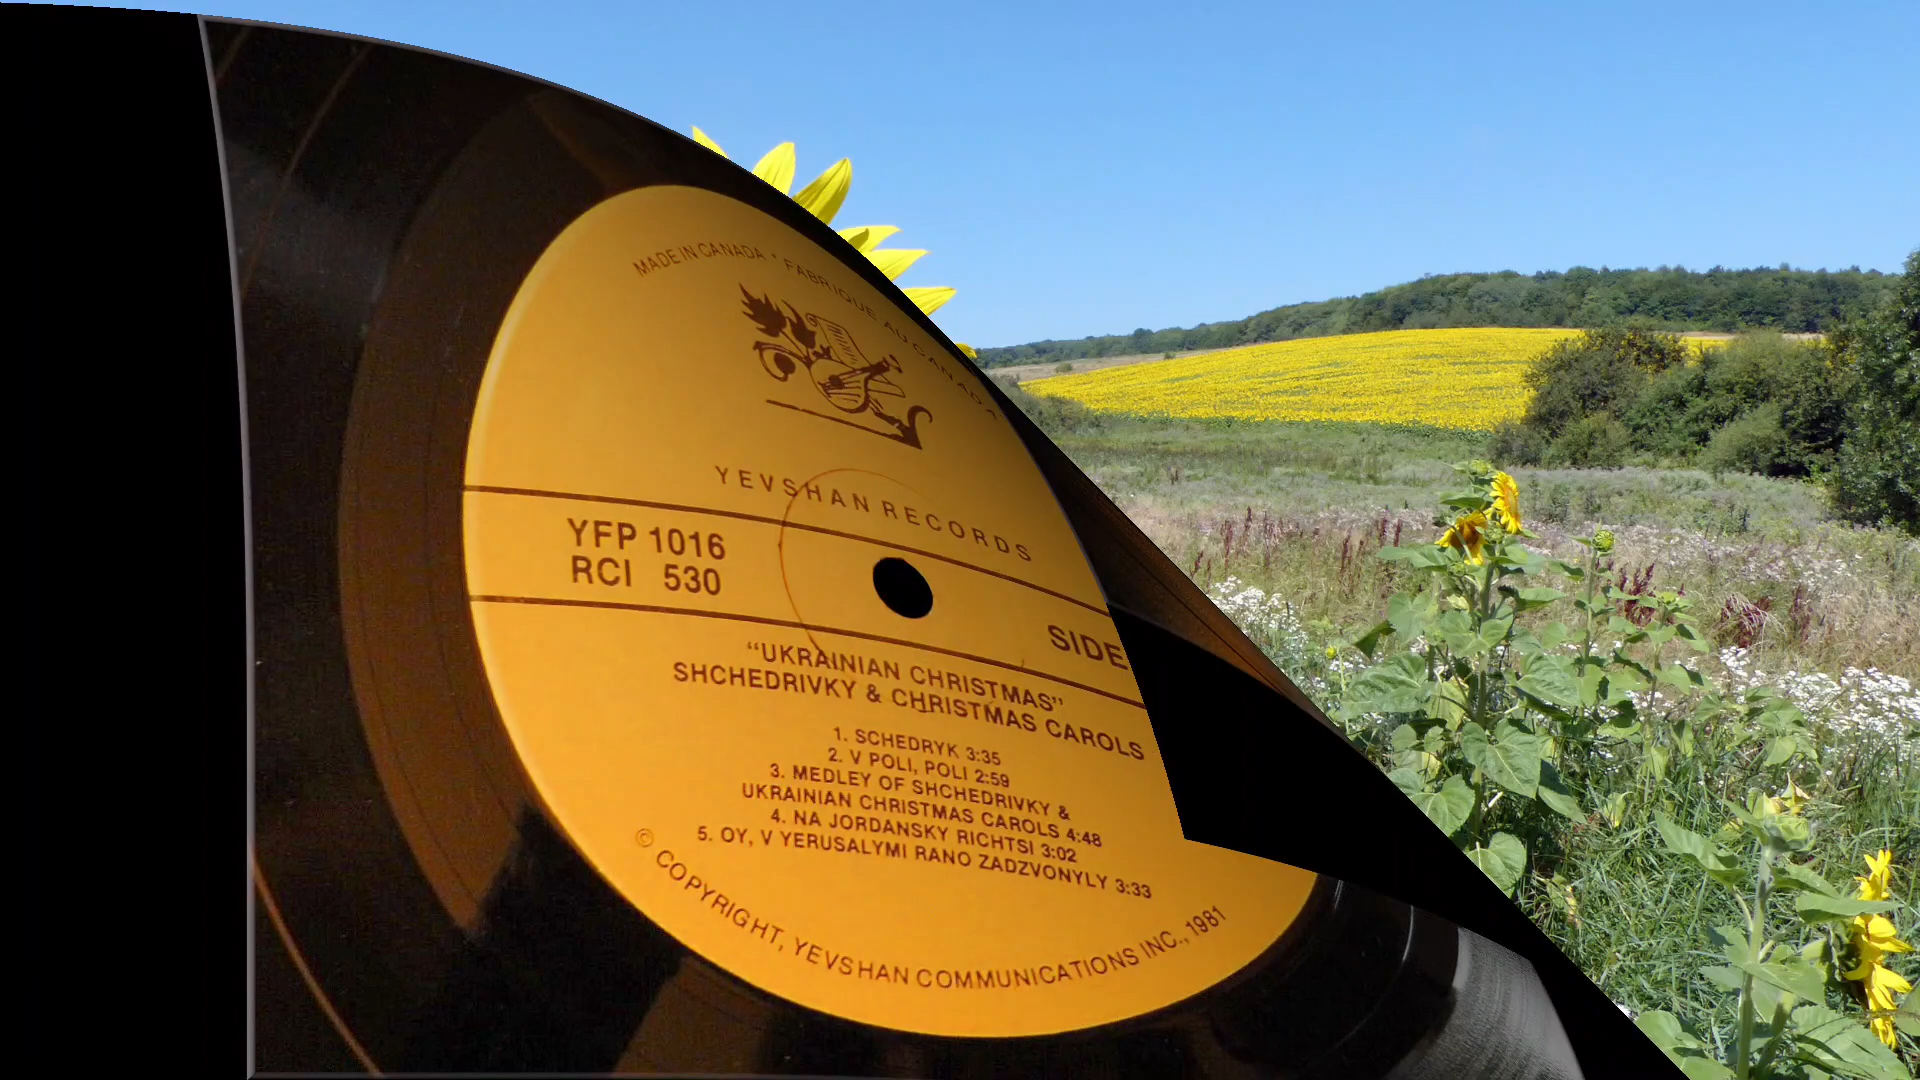 MADE IN CANADA • FABRIQUE AU CANADA
YEVSHAN RECORDS
YFP 1016
RCI 530
SIDE
“UKRAINIAN CHRISTMAS”
SHCHEDRIVKY & CHRISTMAS CAROLS
1. SCHEDRYK 3:35
2. V POLI, POLI 2:59
3. MEDLEY OF SHCHEDRIVKY &
UKRAINIAN CHRISTMAS CAROLS 4:48
4. NA JORDANSKY RICHTSI 3:02
5. OY, V YERUSALYMI RANO ZADZVONYLY 3:33
© COPYRIGHT, YEVSHAN COMMUNICATIONS INC., 1981